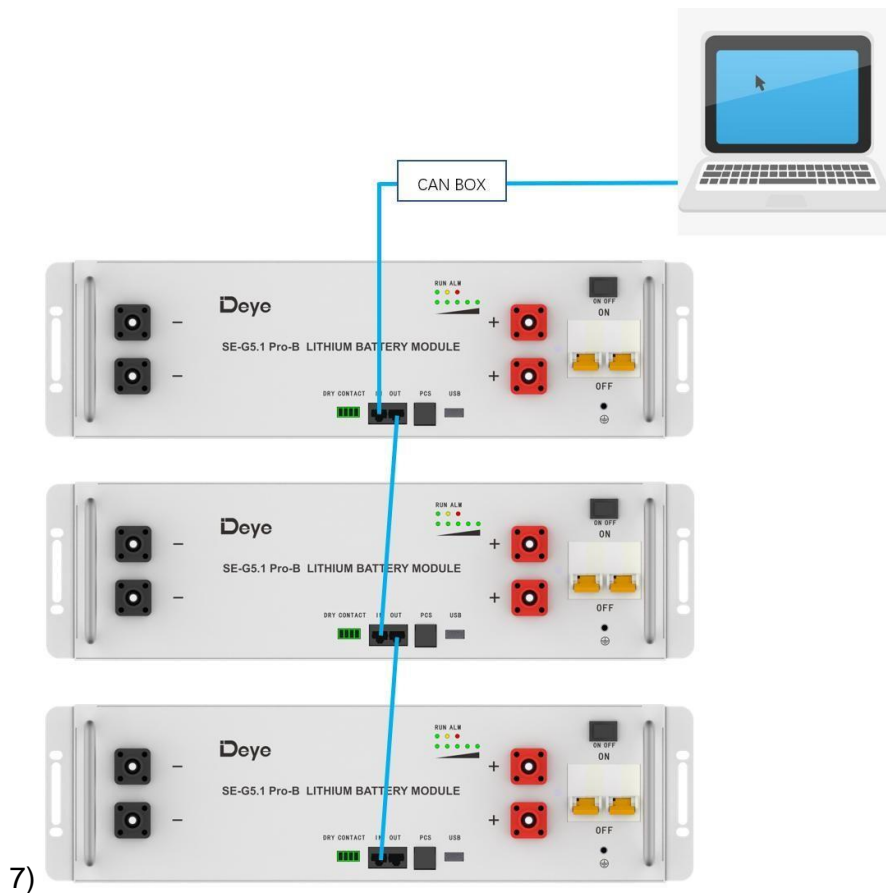 CAN BOX
RUN ALM
Deye
ON OFF
ON
SE-G5.1 Pro-B LITHIUM BATTERY MODULE
OFF
DRY CONTACT IN OUT PCS USB
RUN ALM
Deye
ON OFF
ON
SE-G5.1 Pro-B LITHIUM BATTERY MODULE
OFF
DRY CONTACT IN OUT PCS USB
RUN ALM
Deye
ON OFF
ON
SE-G5.1 Pro-B LITHIUM BATTERY MODULE
OFF
DRY CONTACT IN OUT PCS USB
7)